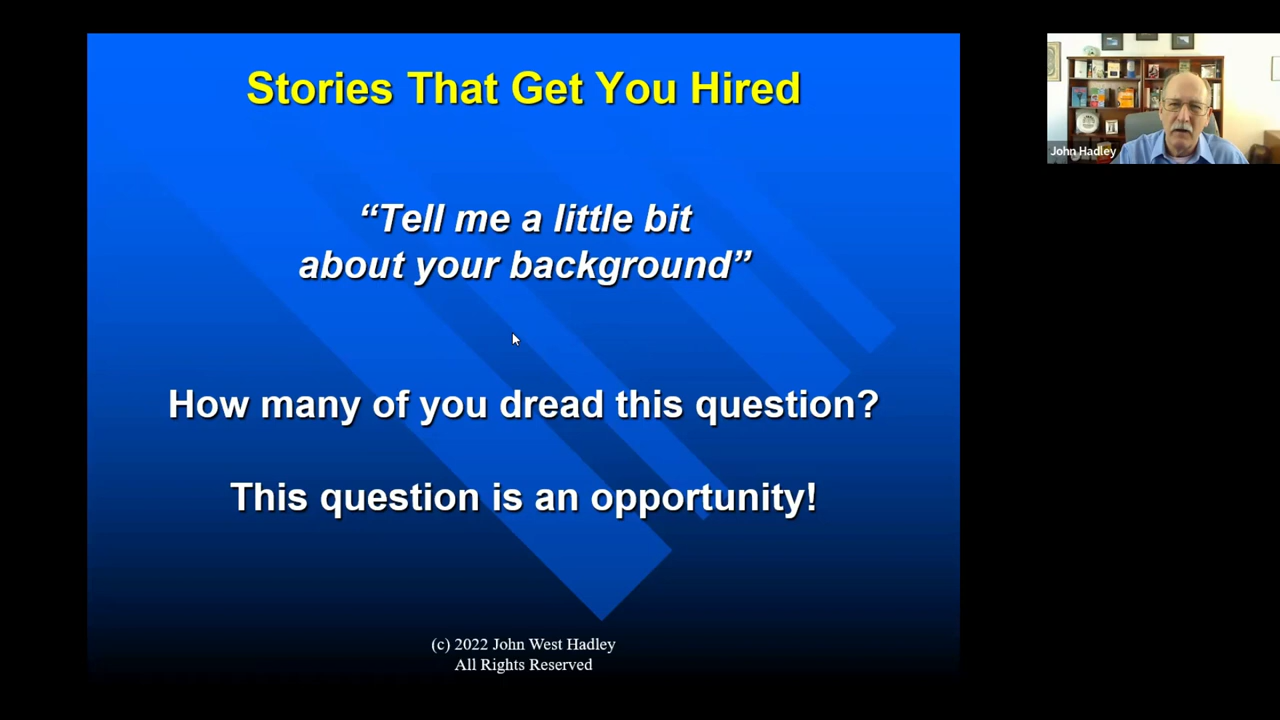 Stories That Get You Hired
“Tell me a little bit
about your background”
How many of you dread this question?
This question is an opportunity!
(c) 2022 John West Hadley
All Rights Reserved
John Hadley